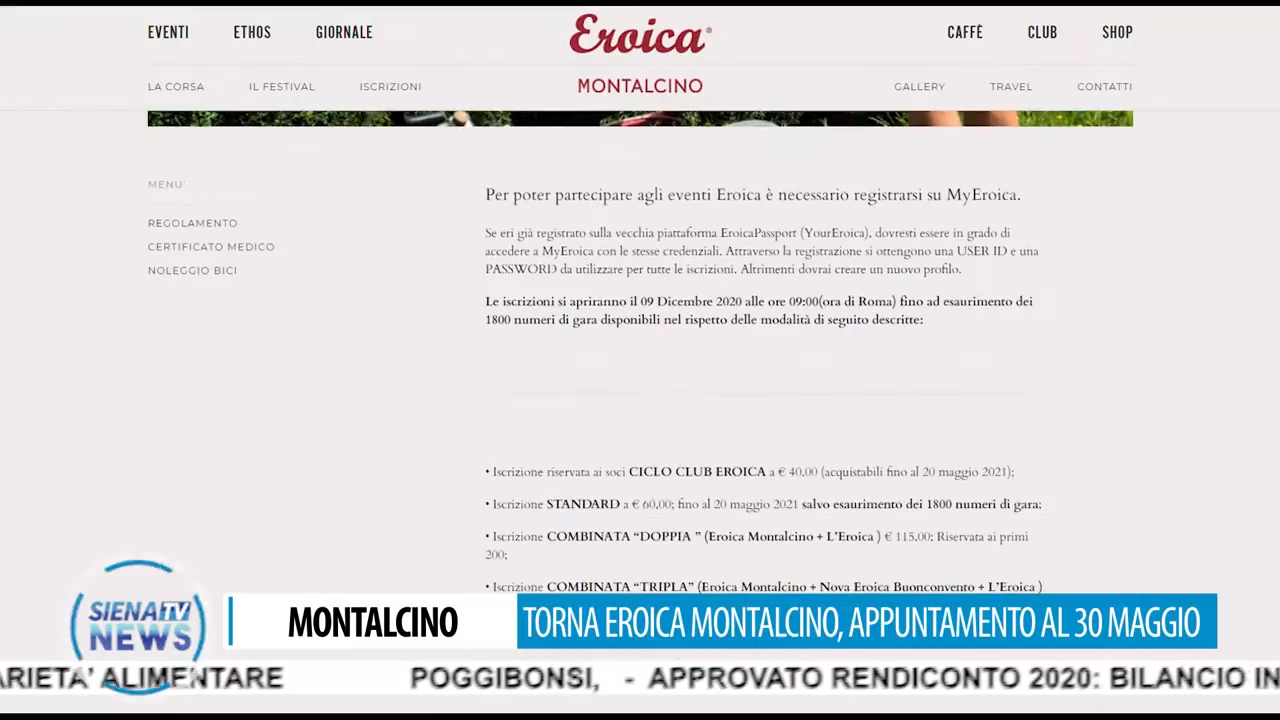 EVENTI ETHOS GIORNALE Eroica® CAFFÈ CLUB SHOP
LA CORSA IL FESTIVAL ISCRIZIONI MONTALCINO GALLERY TRAVEL CONTATTI
MENU'
REGOLAMENTO
CERTIFICATO MEDICO
NOLEGGIO BICI
Per poter partecipare agli eventi Eroica è necessario registrarsi su MyEroica.
Se eri già registrato sulla vecchia piattaforma EroicaPassport (YourEroica), dovresti essere in grado di
accedere a MyEroica con le stesse credenziali. Attraverso la registrazione si ottengono una USER ID e una
PASSWORD da utilizzare per tutte le iscrizioni. Altrimenti dovrai creare un nuovo profilo.
Le iscrizioni si apriranno il 09 Dicembre 2020 alle ore 09:00(ora di Roma) fino ad esaurimento dei
1800 numeri di gara disponibili nel rispetto delle modalità di seguito descritte:
• Iscrizione riservata ai soci CICLO CLUB EROICA a € 40,00 (acquistabili fino al 20 maggio 2021);
• Iscrizione STANDARD a € 60,00; fino al 20 maggio 2021 salvo esaurimento dei 1800 numeri di gara;
• Iscrizione COMBINATA “DOPPIA ” (Eroica Montalcino + L'Eroica ) € 115,00; Riservata ai primi
200;
• Iscrizione COMBINATA “TRIPLA” (Eroica Montalcino + Nova Eroica Buonconvento + L'Eroica )
SIENA TV
NEWS
MONTALCINO TORNA EROICA MONTALCINO, APPUNTAMENTO AL 30 MAGGIO
ARIETA' ALIMENTARE POGGIBONSI, - APPROVATO RENDICONTO 2020: BILANCIO IN